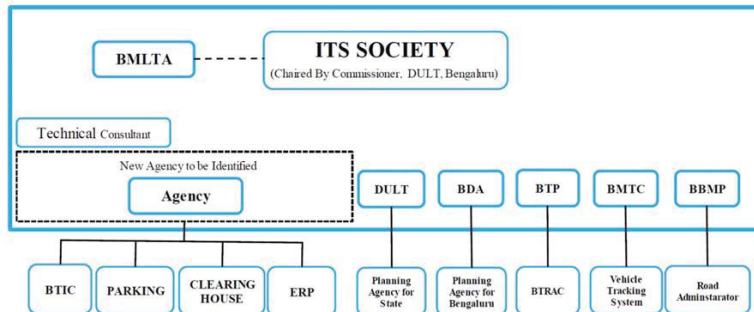 ITS SOCIETY
BMLTA
(Chaired By Commissioner, DULT, Bengaluru)
Technical Consultant
New Agency to be Identified
Agency
DULT
BDA
BTP
BMTC
BBMP
BTIC
PARKING
CLEARING
HOUSE
ERP
Planning
Agency for
State
Planning
Agency for
Bengaluru
BTRAC
Vehicle
Tracking
System
Road
Adminstarator